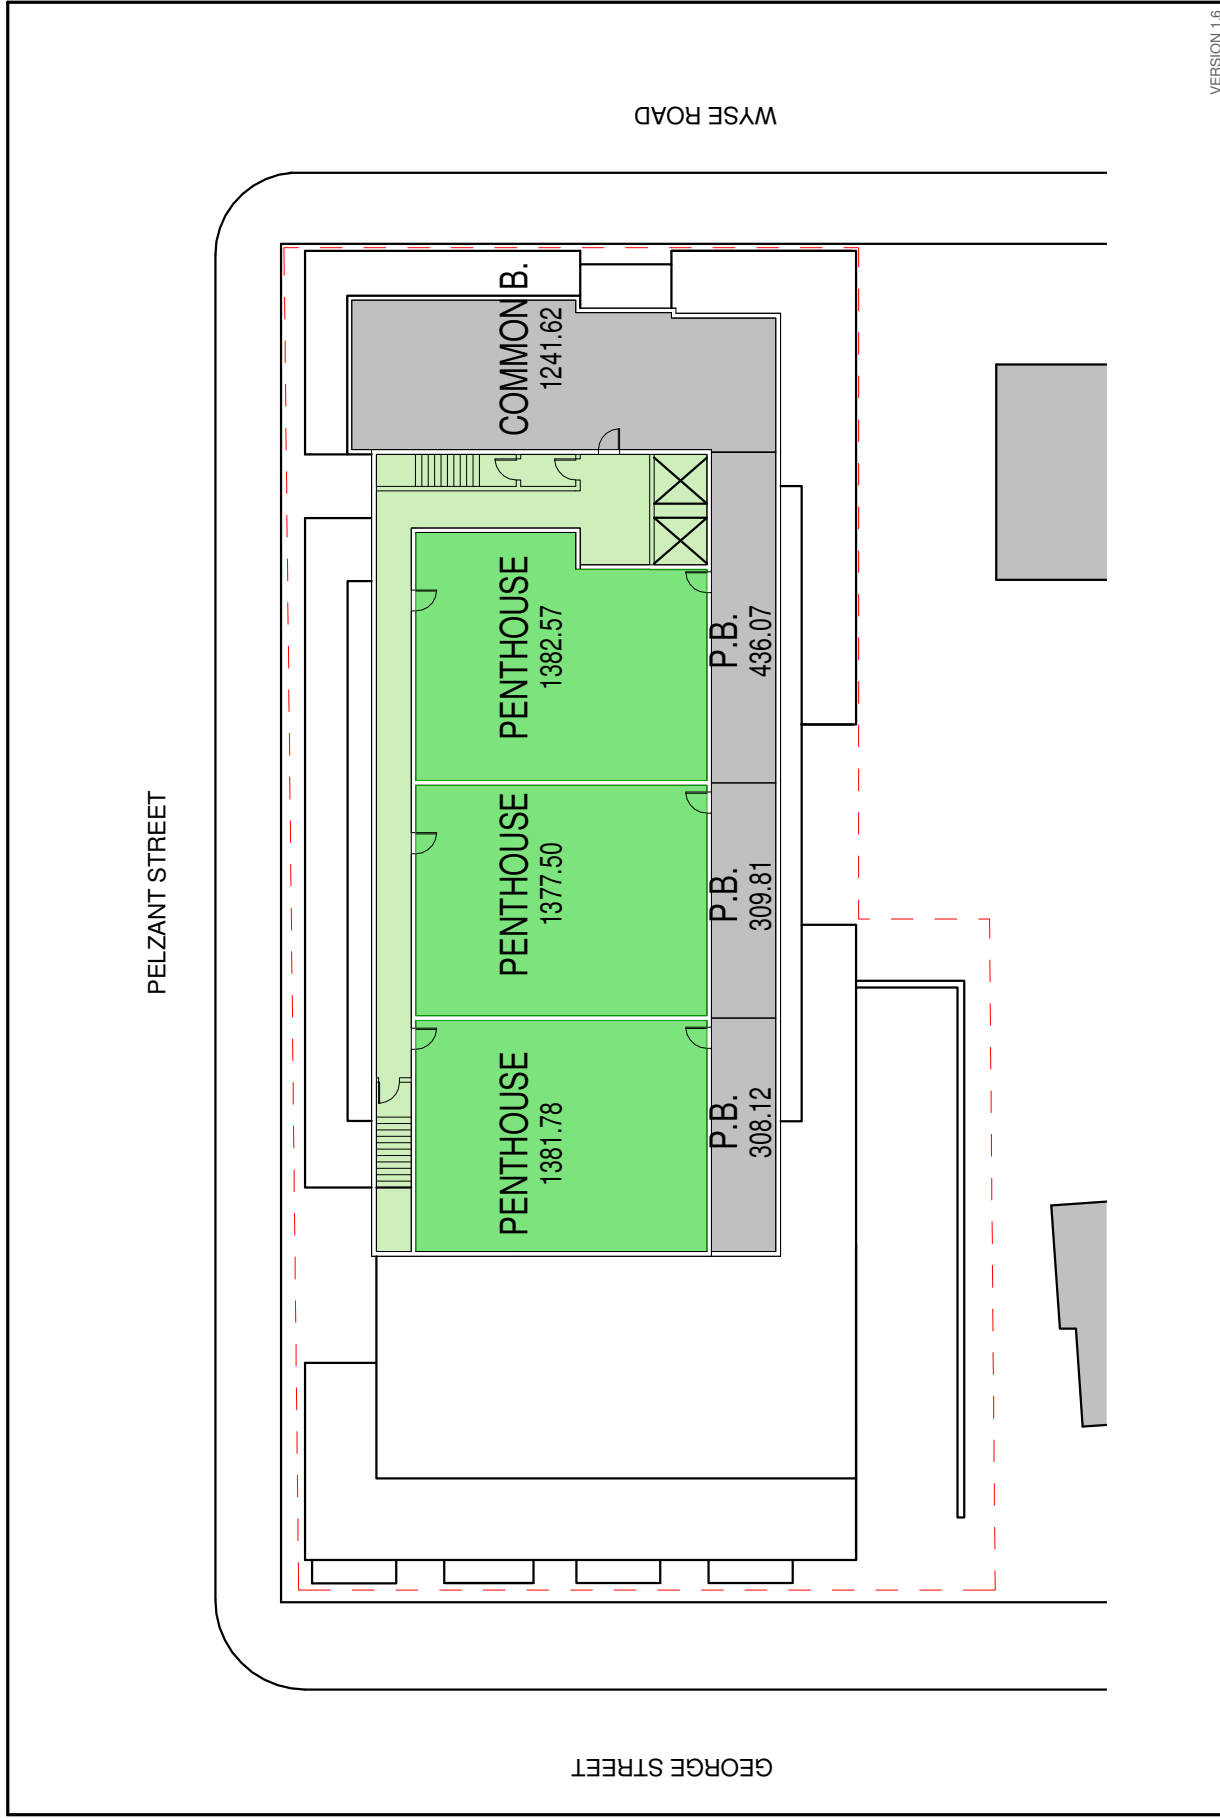 VERSION 1.6
WYSE ROAD
PELZANT STREET
COMMON B.
1241.62
PENTHOUSE
1382.57
P.B.
436.07
PENTHOUSE
1377.50
P.B.
309.81
PENTHOUSE
1381.78
P.B.
308.12
GEORGE STREET